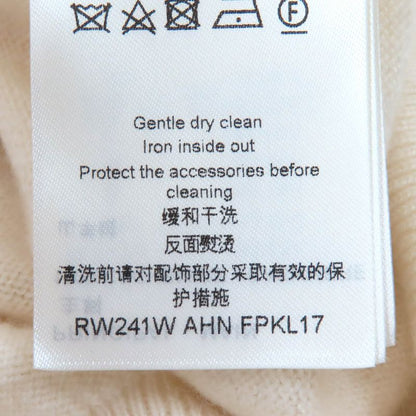 F
Gentle dry clean
Iron inside out
Protect the accessories before
cleaning
缓和干洗
反面熨烫
清洗前请对配饰部分采取有效的保
护措施
RW241W AHN FPKL17